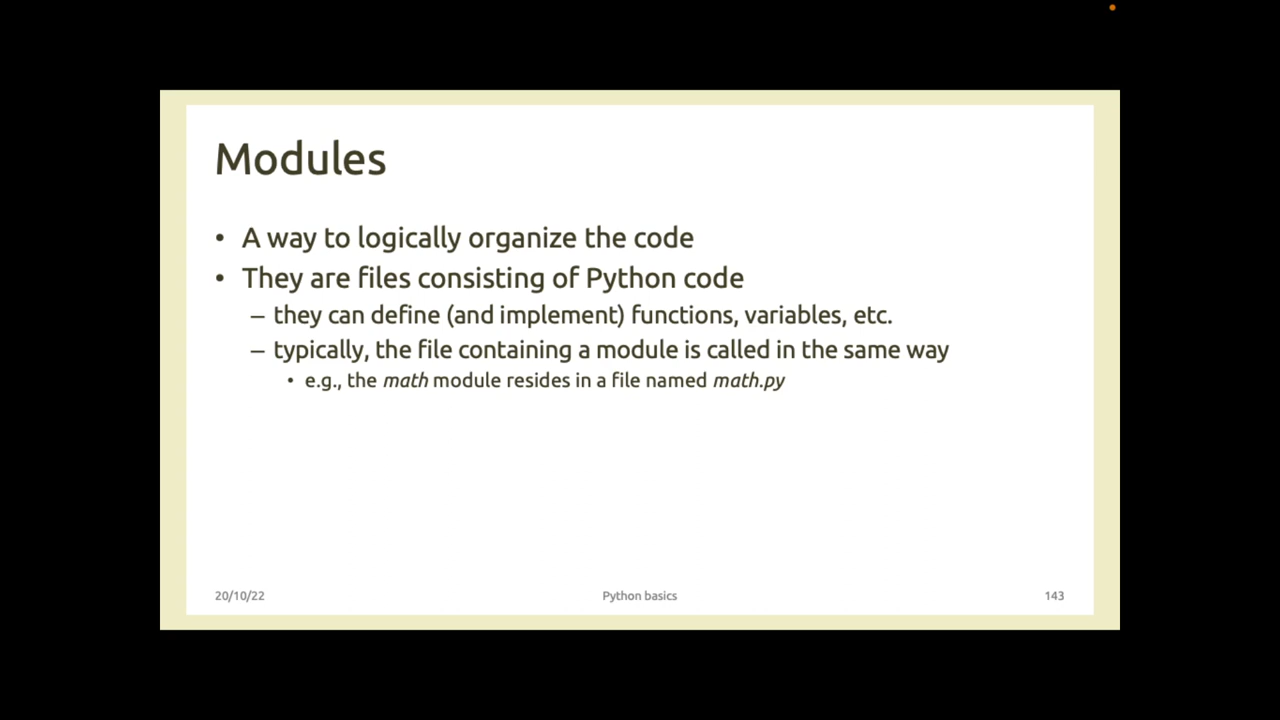 Modules
• A way to logically organize the code
• They are files consisting of Python code
– they can define (and implement) functions, variables, etc.
– typically, the file containing a module is called in the same way
• e.g., the math module resides in a file named math.py
20/10/22
Python basics
143